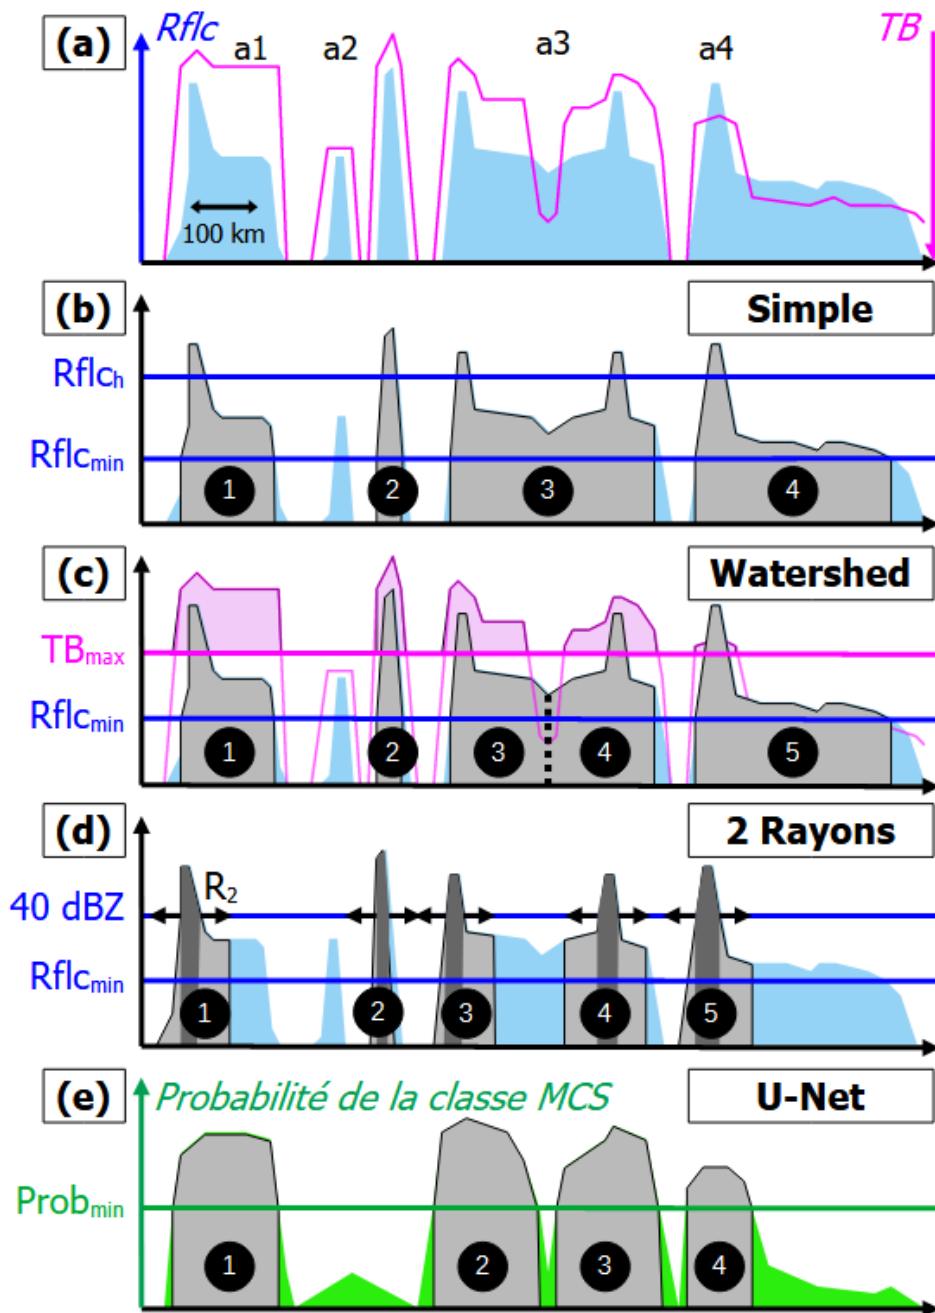 (a) Rflc a1 a2 a3 a4 TB
100 km
(b) Simple
Rflch
Rflcmin
1 2 3 4
(c) Watershed
TBmax
Rflcmin
1 2 3 4 5
(d) 2 Rayons
40 dBZ R2
Rflcmin
1 2 3 4 5
(e) Probabilité de la classe MCS U-Net
Probmin
1 2 3 4